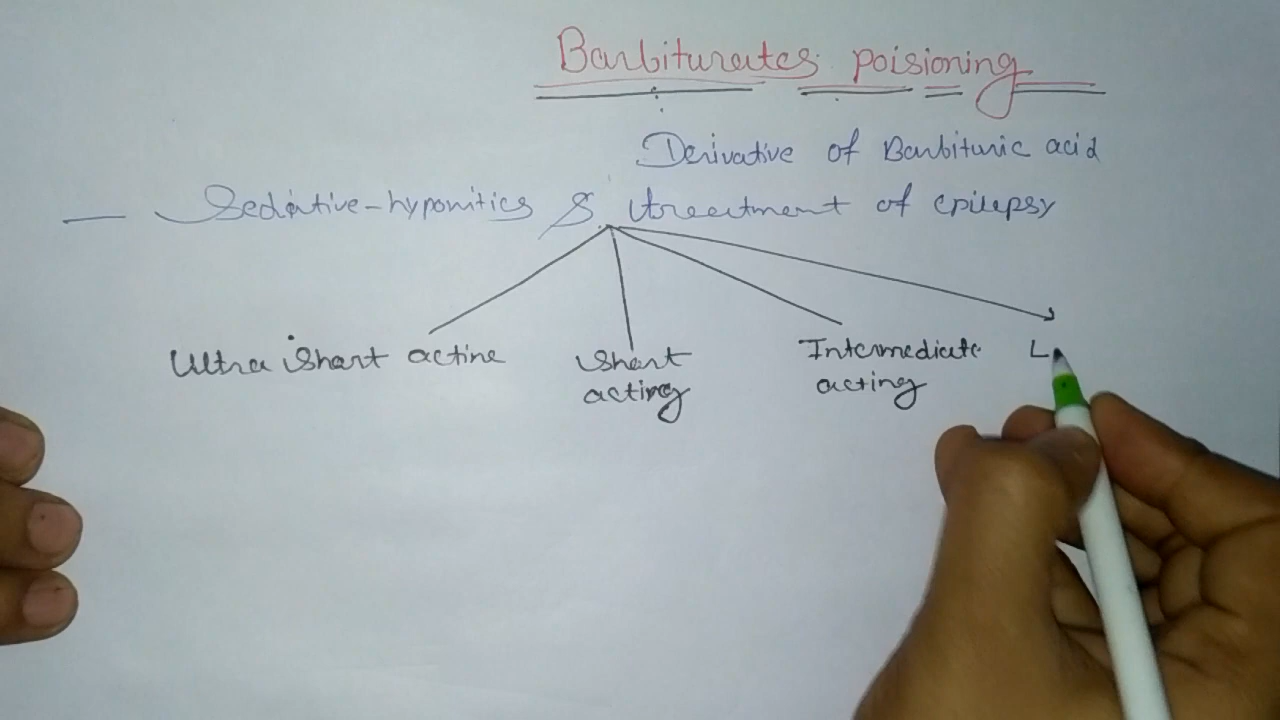 Barbiturates poisioning
Derivative of Barbituric acid
— Sedative-hyponitics & treatment of epilepsy
Ultra Short actine
Short
acting
Intermediate
acting
L